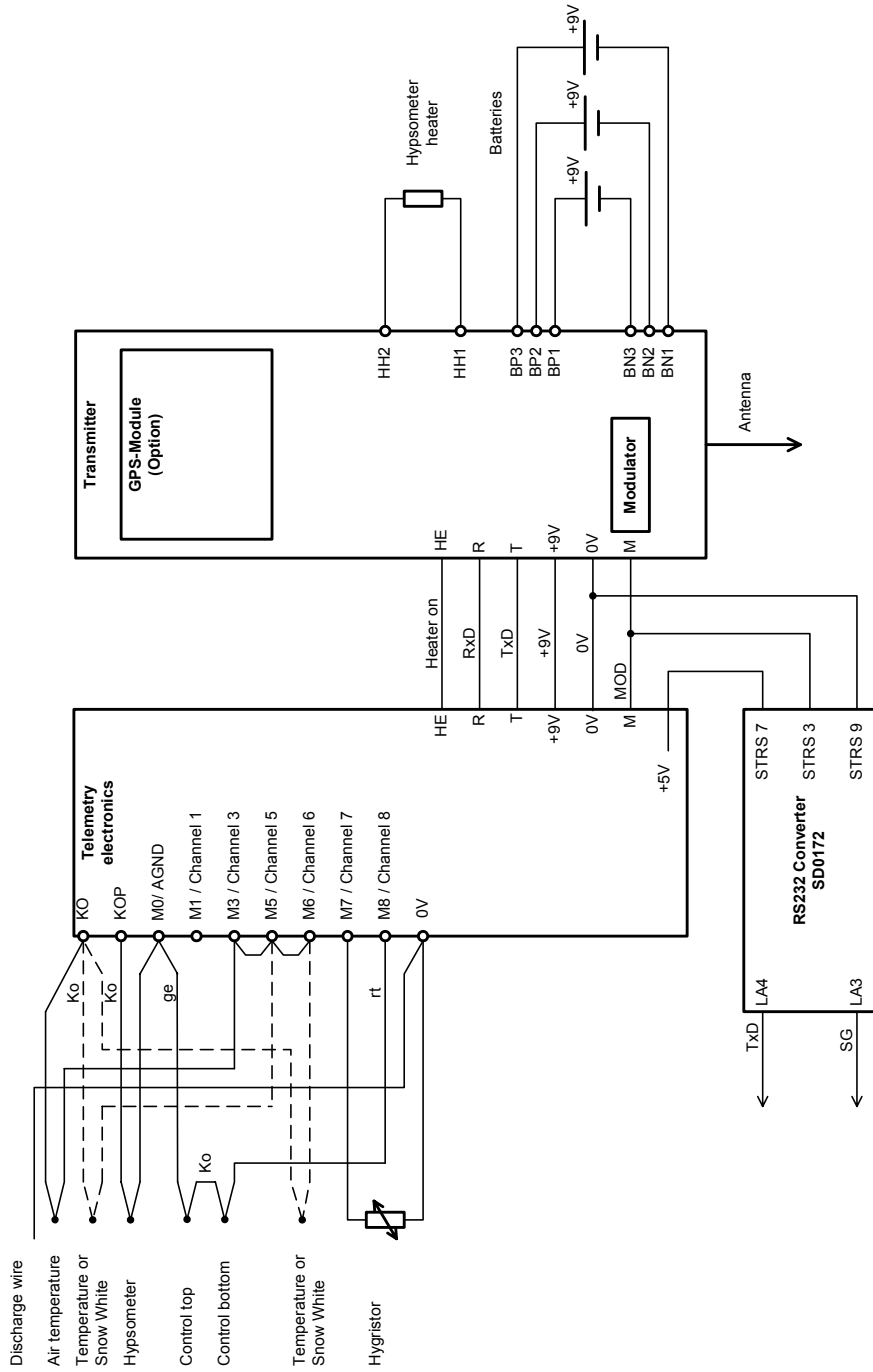 Discharge wire
Air temperature
Temperature or
Snow White
Hypsometer
Control top
Control bottom
Temperature or
Snow White
Hygristor
Ko
Ko
ge
Ko
rt
Telemetry
electronics
KO
KOP
M0/ AGND
M1 / Channel 1
M3 / Channel 3
M5 / Channel 5
M6 / Channel 6
M7 / Channel 7
M8 / Channel 8
0V
HE
R
T
+9V
0V
M
+5V
Heater on
RxD
TxD
+9V
0V
MOD
Transmitter
GPS-Module
(Option)
HE
R
T
+9V
0V
M
Modulator
HH2
HH1
BP3
BP2
BP1
BN3
BN2
BN1
Hypsometer
heater
Batteries
+9V
+9V
+9V
Antenna
RS232 Converter
SD0172
STRS 7
STRS 3
STRS 9
LA4
LA3
TxD
SG